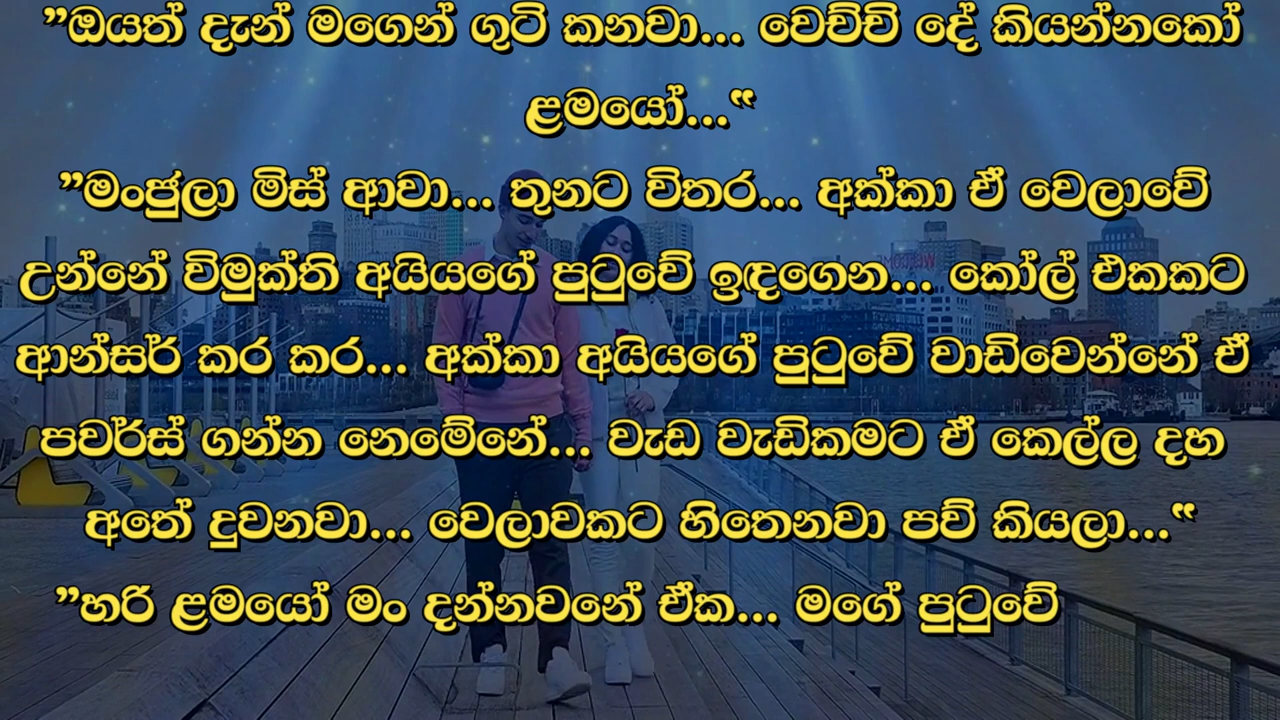 ”ඔයත් දැන් මගෙන් ගුටි කනවා... වෙච්චි දේ කියන්නකෝ
ළමයෝ...“
”මංජුලා මිස් ආවා... තුනට විතර... අක්කා ඒ වෙලාවේ
උන්නේ විමුක්ති අයියගේ පුටුවේ ඉඳගෙන... කෝල් එකකට
ආන්සර් කර කර... අක්කා අයියගේ පුටුවේ වාඩිවෙන්නේ ඒ
පවර්ස් ගන්න නෙමේනේ... වැඩ වැඩිකමට ඒ කෙල්ල දහ
අතේ දුවනවා... වෙලාවකට හිතෙනවා පව් කියලා...“
”හරි ළමයෝ මං දන්නවනේ ඒක... මගේ පුටුවේ